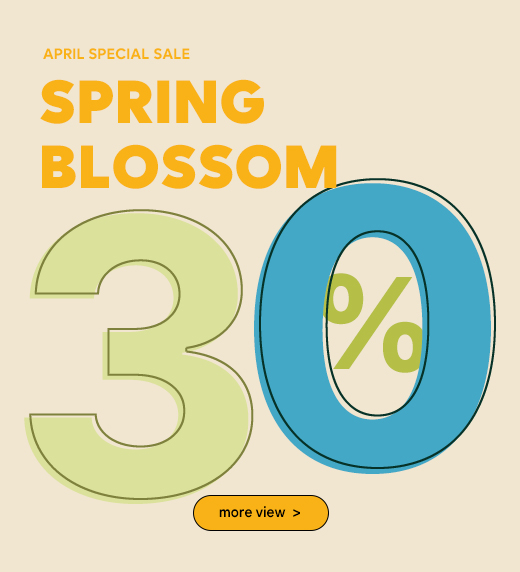 APRIL SPECIAL SALE
SPRING
BLOSSOM
30%
more view >